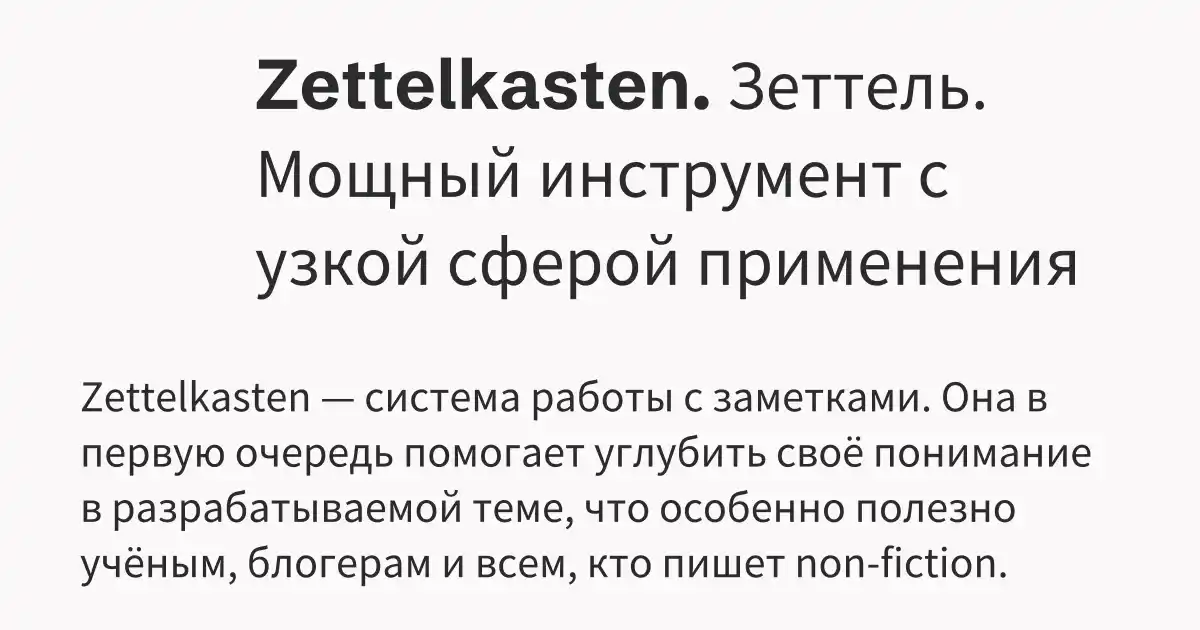 Zettelkasten. Зеттель.
Мощный инструмент с
узкой сферой применения
Zettelkasten — система работы с заметками. Она в
первую очередь помогает углубить своё понимание
в разрабатываемой теме, что особенно полезно
учёным, блогерам и всем, кто пишет non-fiction.